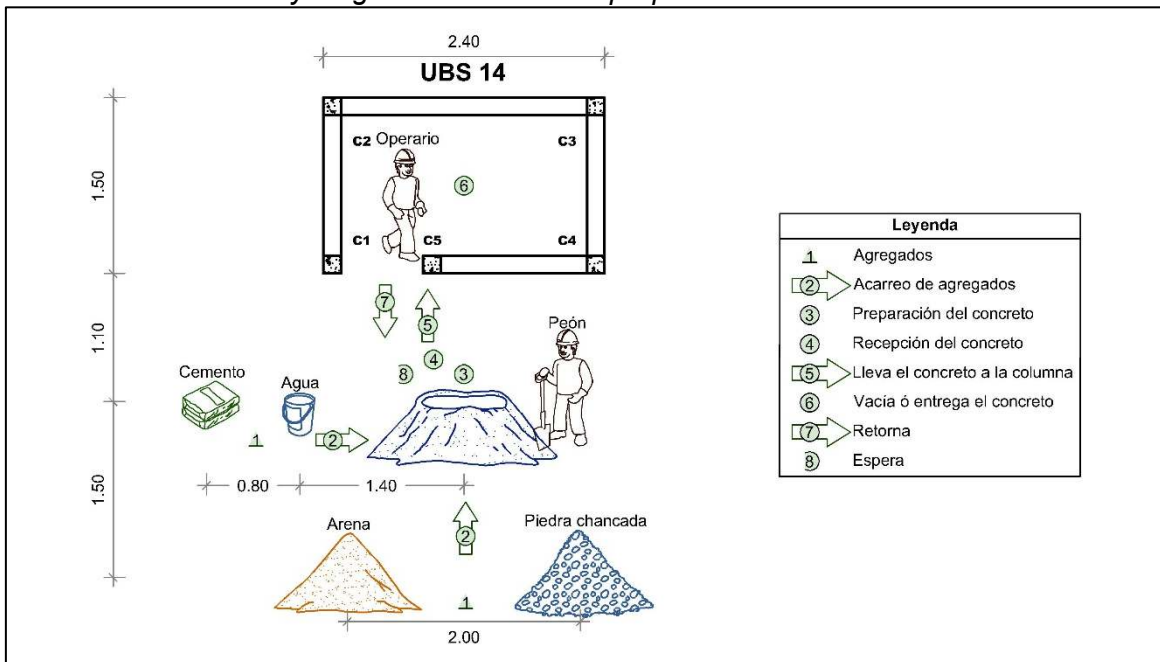 2.40
UBS 14
C2 Operario
C3
6
1.50
C1
C5
C4
7
5
1.10
Peón
4
8
3
Cemento
Agua
1
2
1.50
0.80
1.40
Arena
2
Piedra chancada
1
2.00
Leyenda
1 Agregados
2 Acarreo de agregados
3 Preparación del concreto
4 Recepción del concreto
5 Lleva el concreto a la columna
6 Vacía ó entrega el concreto
7 Retorna
8 Espera